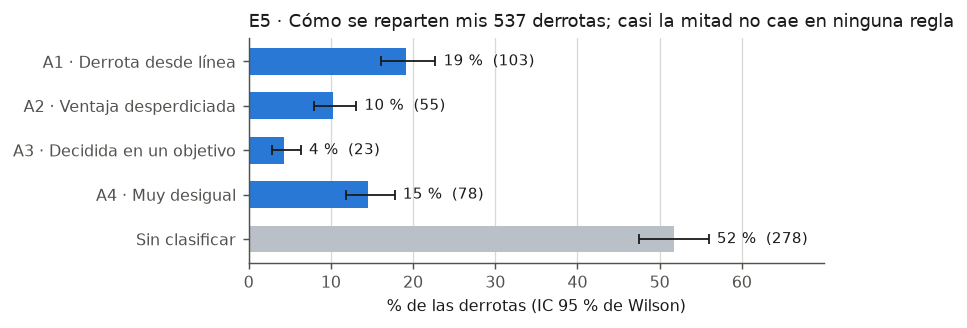 E5 · Cómo se reparten mis 537 derrotas; casi la mitad no cae en ninguna regla
A1 · Derrota desde línea
19 % (103)
A2 · Ventaja desperdiciada
10 % (55)
A3 · Decidida en un objetivo
4 % (23)
A4 · Muy desigual
15 % (78)
Sin clasificar
52 % (278)
0 10 20 30 40 50 60
% de las derrotas (IC 95 % de Wilson)